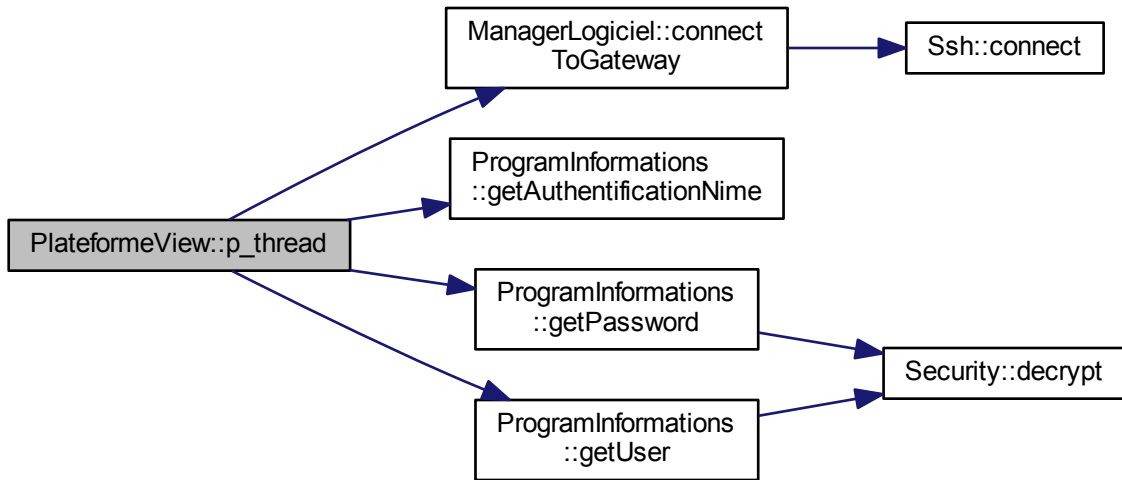 ManagerLogiciel::connect
ToGateway
Ssh::connect
ProgramInformations
::getAuthentificationNime
PlateformeView::p_thread
ProgramInformations
::getPassword
Security::decrypt
ProgramInformations
::getUser